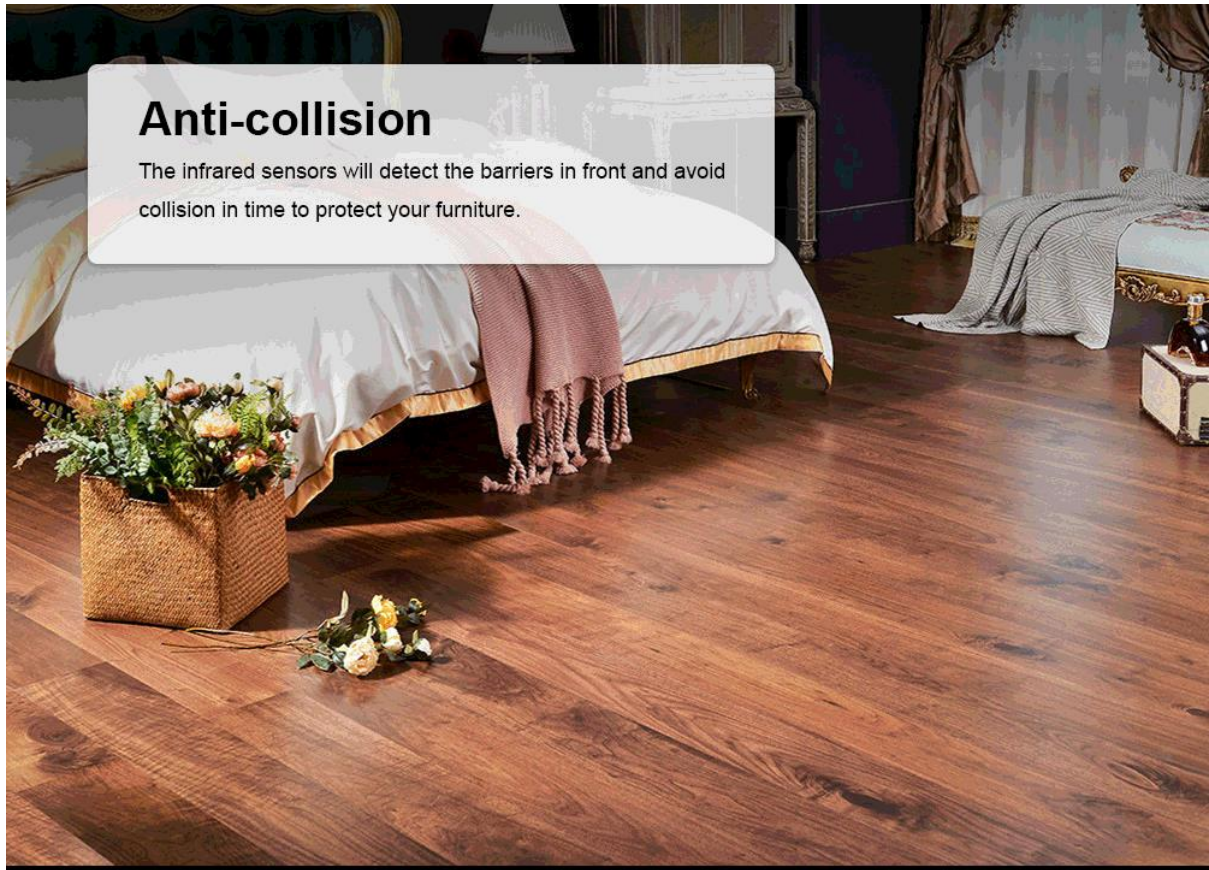 Anti-collision
The infrared sensors will detect the barriers in front and avoid
collision in time to protect your furniture.